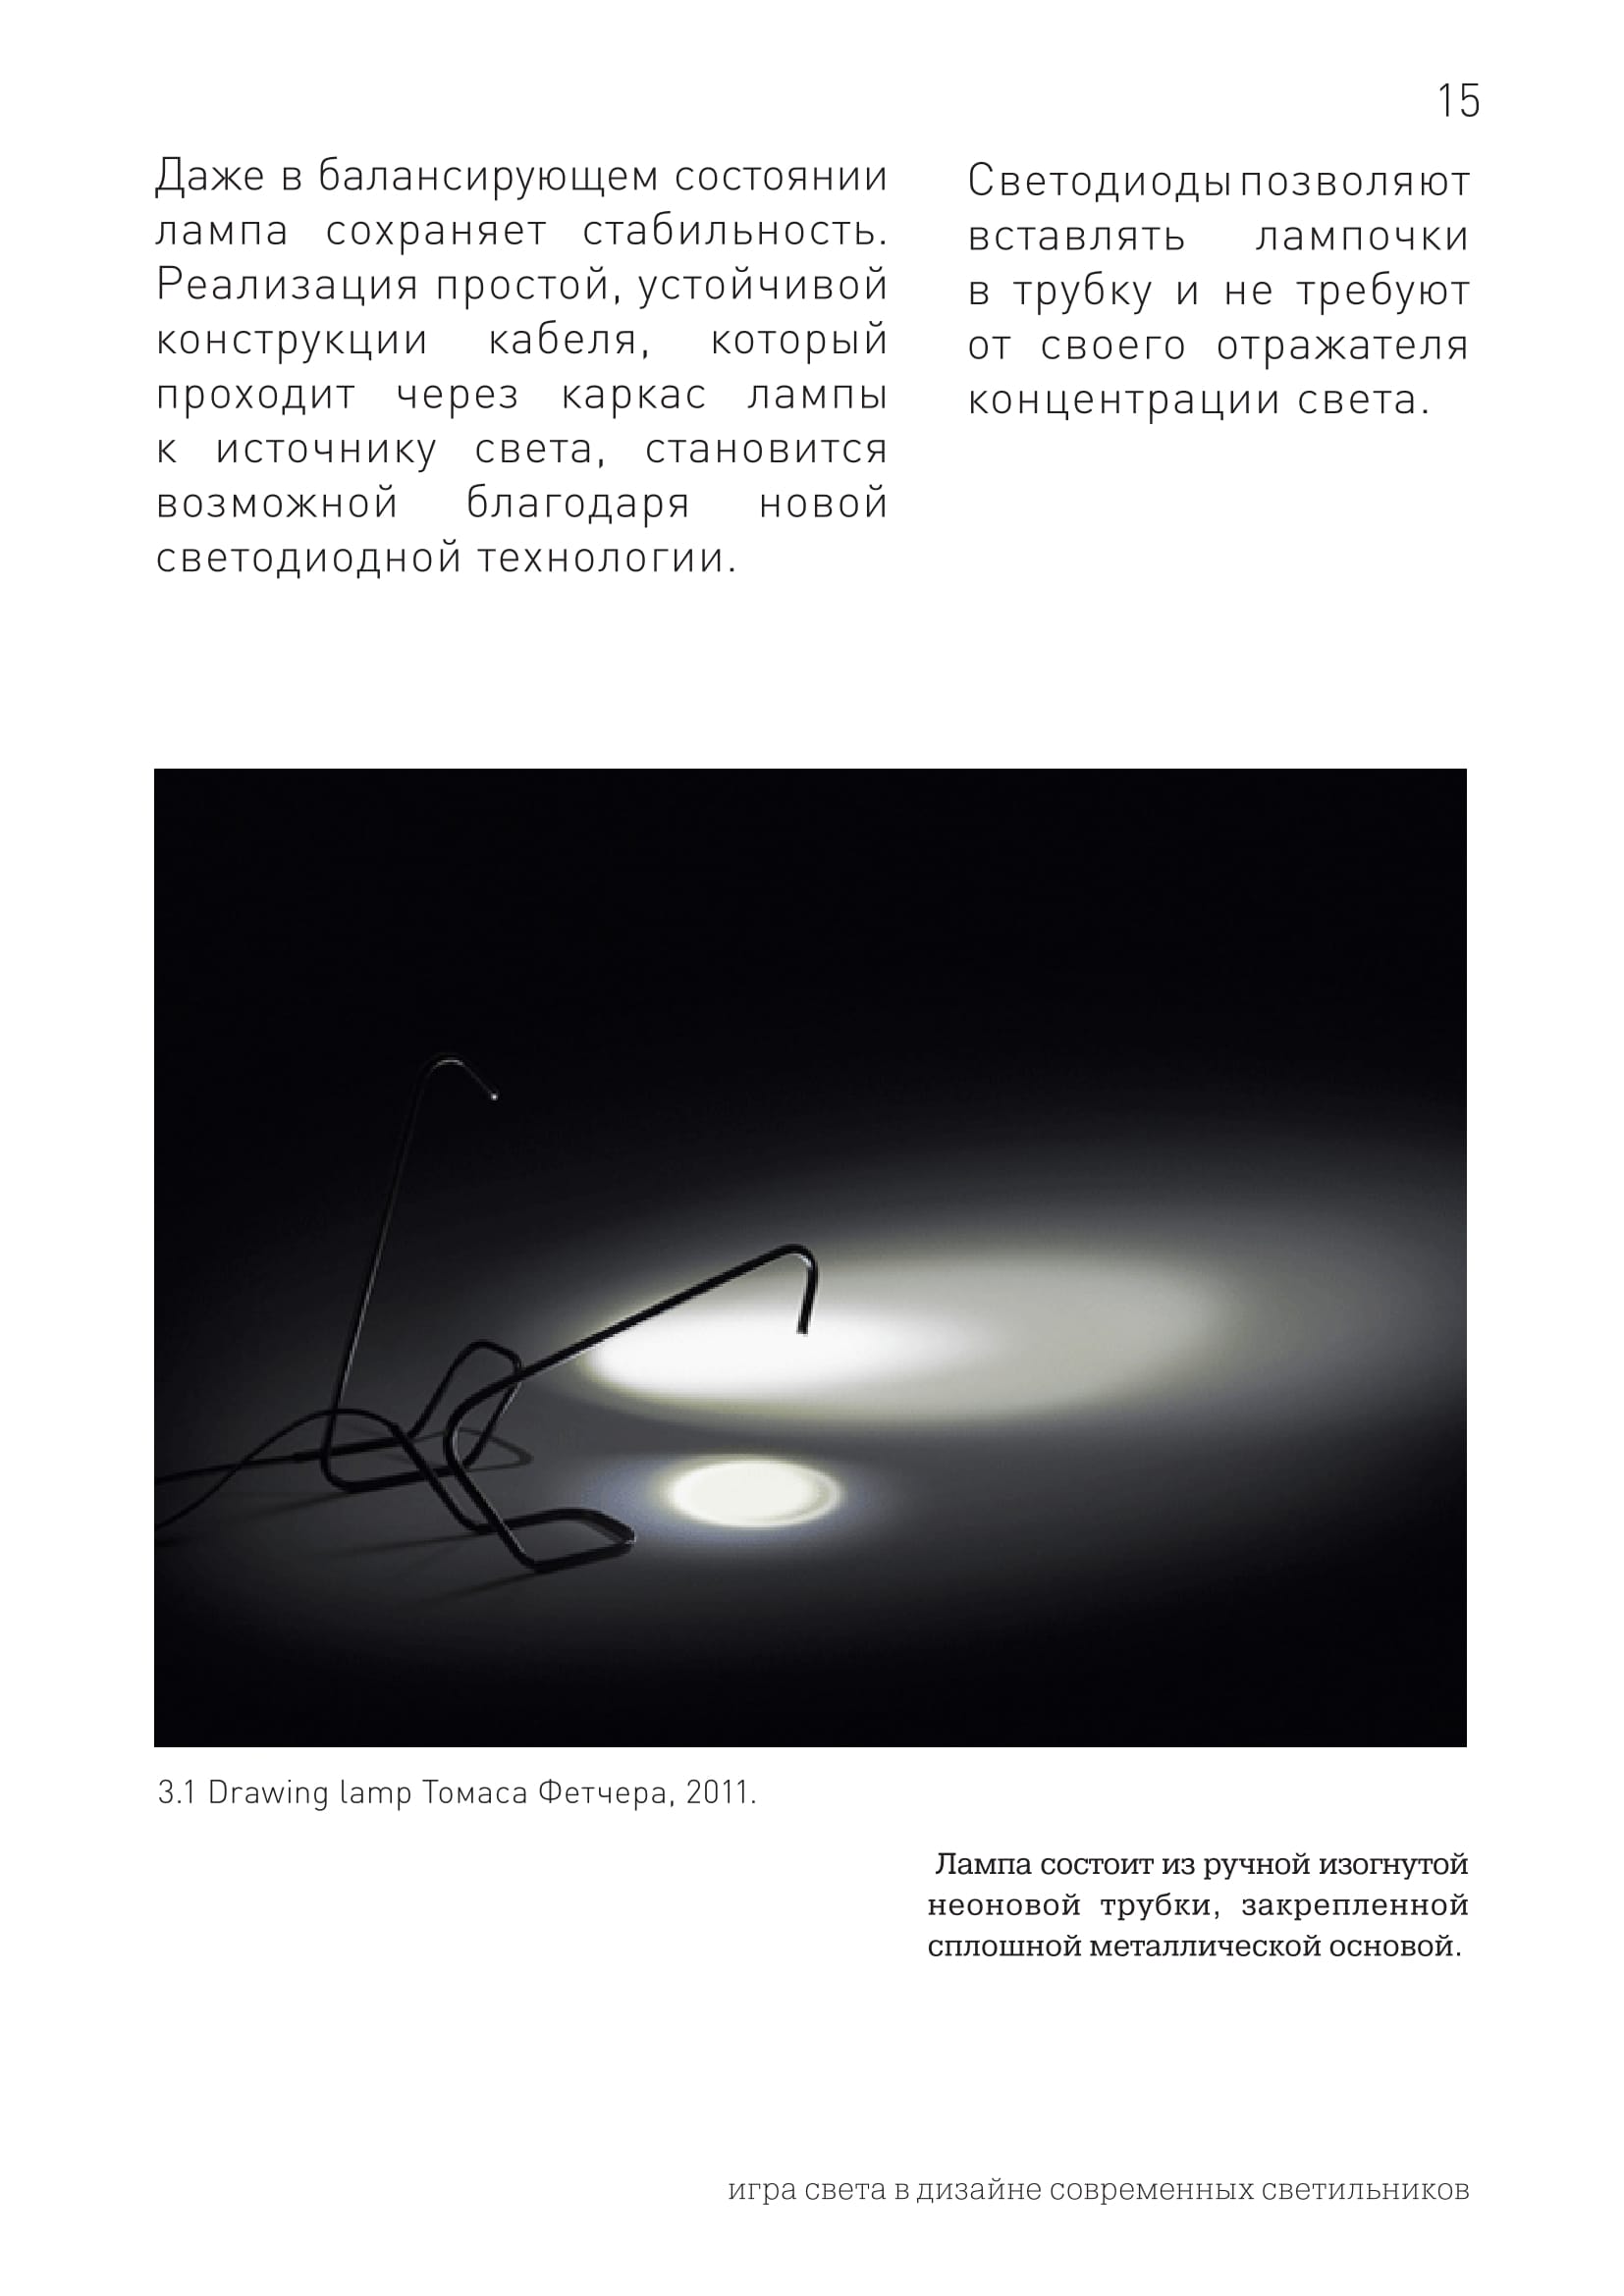 15
Даже в балансирующем состоянии
лампа сохраняет стабильность.
Реализация простой, устойчивой
конструкции кабеля, который
проходит через каркас лампы
к источнику света, становится
возможной благодаря новой
светодиодной технологии.
Светодиоды позволяют
вставлять лампочки
в трубку и не требуют
от своего отражателя
концентрации света.
3.1 Drawing lamp Томаса Фетчера, 2011.
Лампа состоит из ручной изогнутой
неоновой трубки, закрепленной
сплошной металлической основой.
игра света в дизайне современных светильников